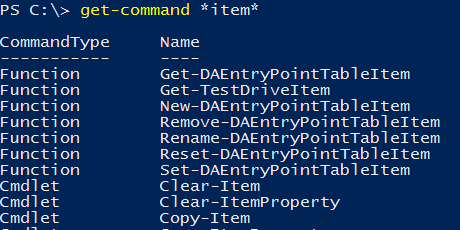 PS C:\> get-command *item*
CommandType Name
----------- ----
Function Get-DAEntryPointTableItem
Function Get-TestDriveItem
Function New-DAEntryPointTableItem
Function Remove-DAEntryPointTableItem
Function Rename-DAEntryPointTableItem
Function Reset-DAEntryPointTableItem
Function Set-DAEntryPointTableItem
Cmdlet Clear-Item
Cmdlet Clear-ItemProperty
Cmdlet Copy-Item